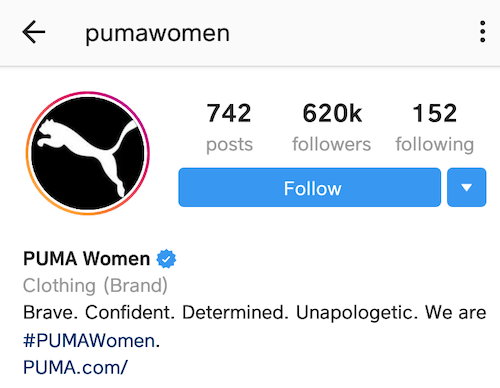 pumawomen
742 620k 152
posts followers following
Follow
PUMA Women
Clothing (Brand)
Brave. Confident. Determined. Unapologetic. We are
#PUMAWomen.
PUMA.com/